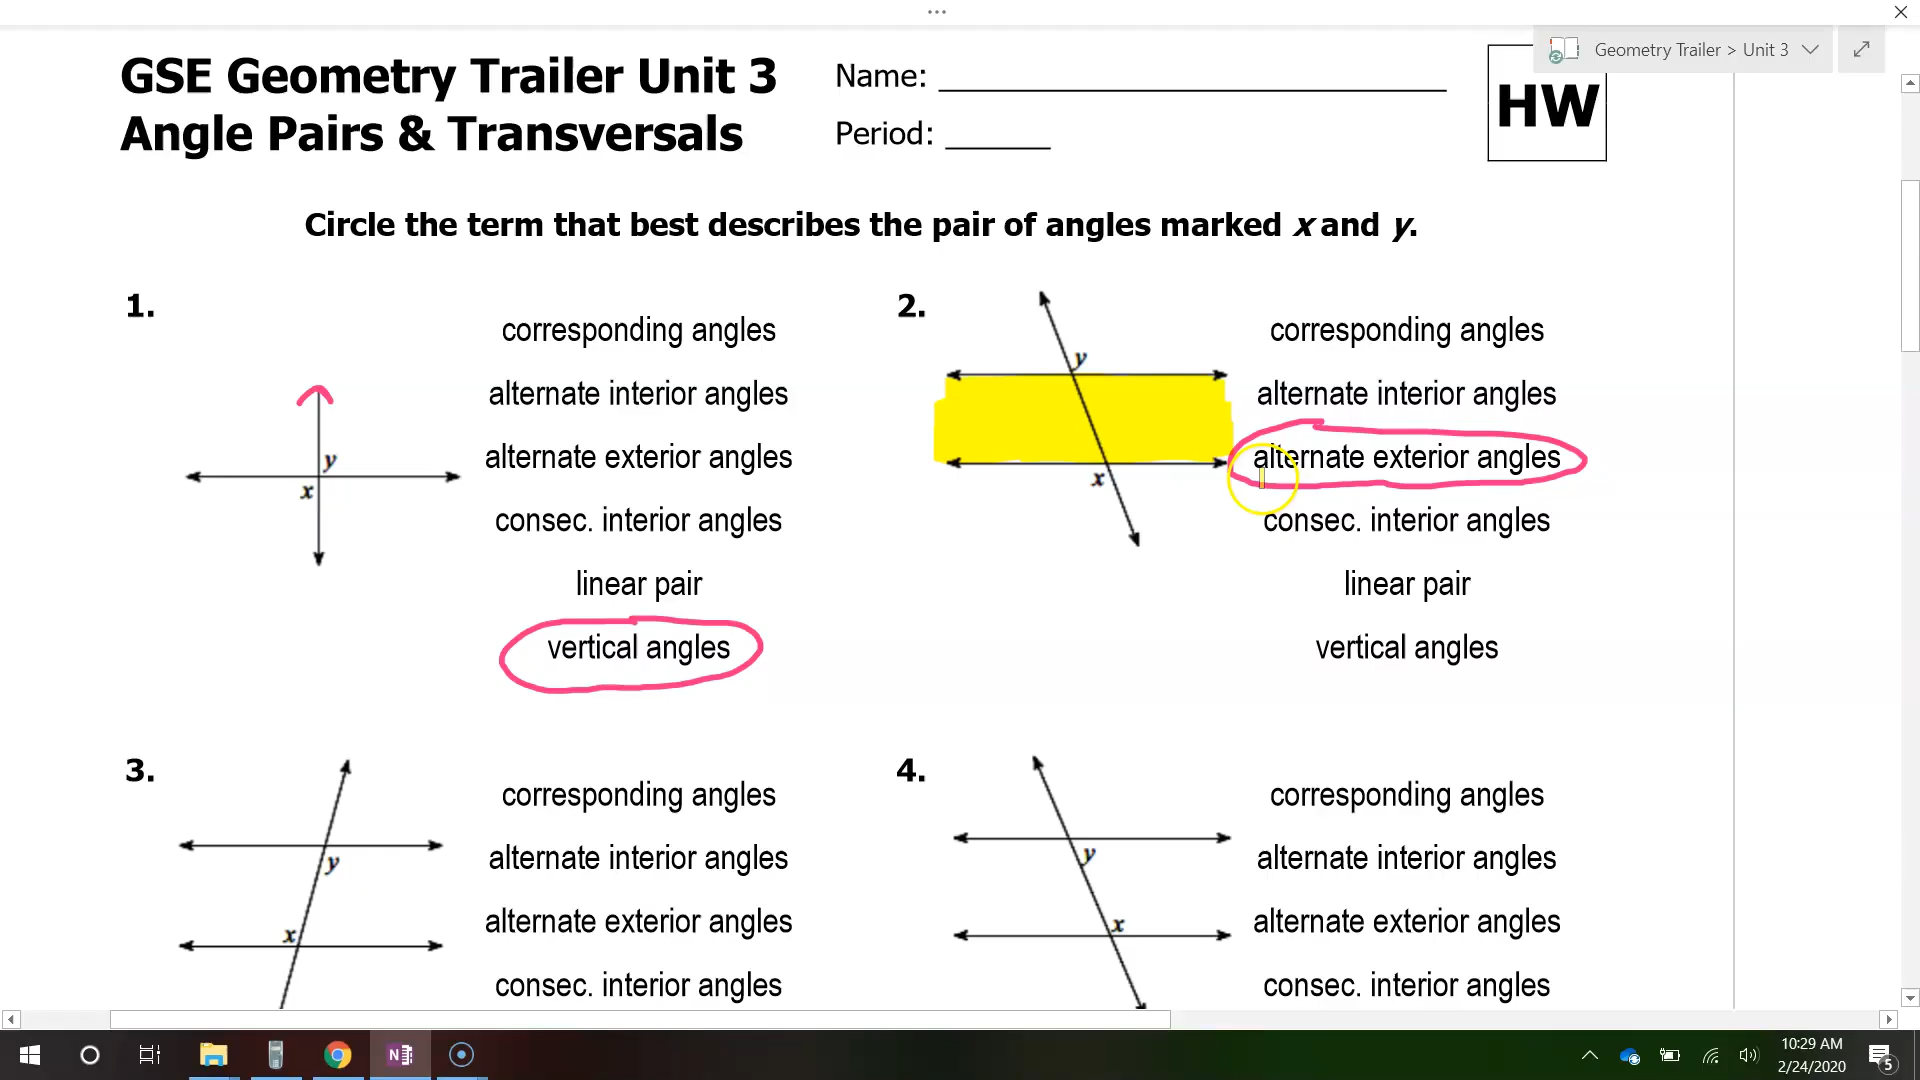 Geometry Trailer > Unit 3
GSE Geometry Trailer Unit 3
Name:
HW
Angle Pairs & Transversals
Period:
Circle the term that best describes the pair of angles marked x and y.
1.
y
x
corresponding angles
alternate interior angles
alternate exterior angles
consec. interior angles
linear pair
vertical angles
2.
y
x
corresponding angles
alternate interior angles
alternate exterior angles
consec. interior angles
linear pair
vertical angles
3.
y
x
corresponding angles
alternate interior angles
alternate exterior angles
consec. interior angles
4.
y
x
corresponding angles
alternate interior angles
alternate exterior angles
consec. interior angles
N
10:29 AM
2/24/2020
5